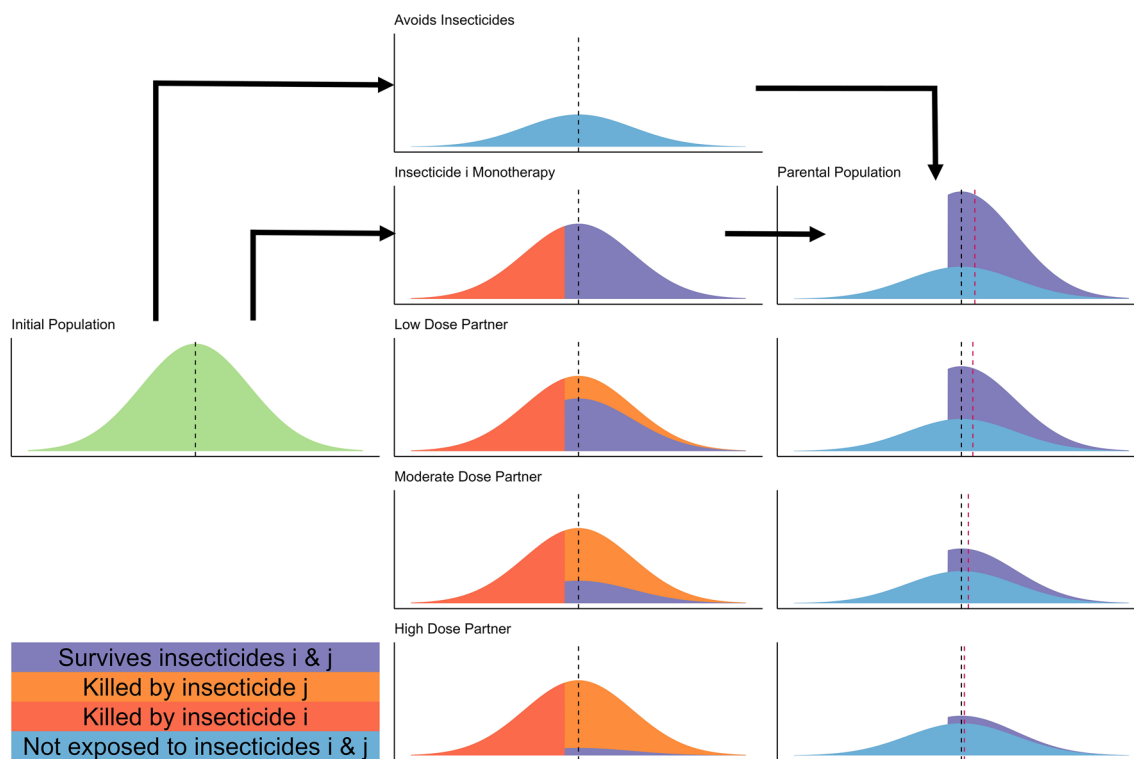 Avoids Insecticides
Insecticide i Monotherapy
Parental Population
Initial Population
Low Dose Partner
Moderate Dose Partner
High Dose Partner
Survives insecticides i & j
Killed by insecticide j
Killed by insecticide i
Not exposed to insecticides i & j